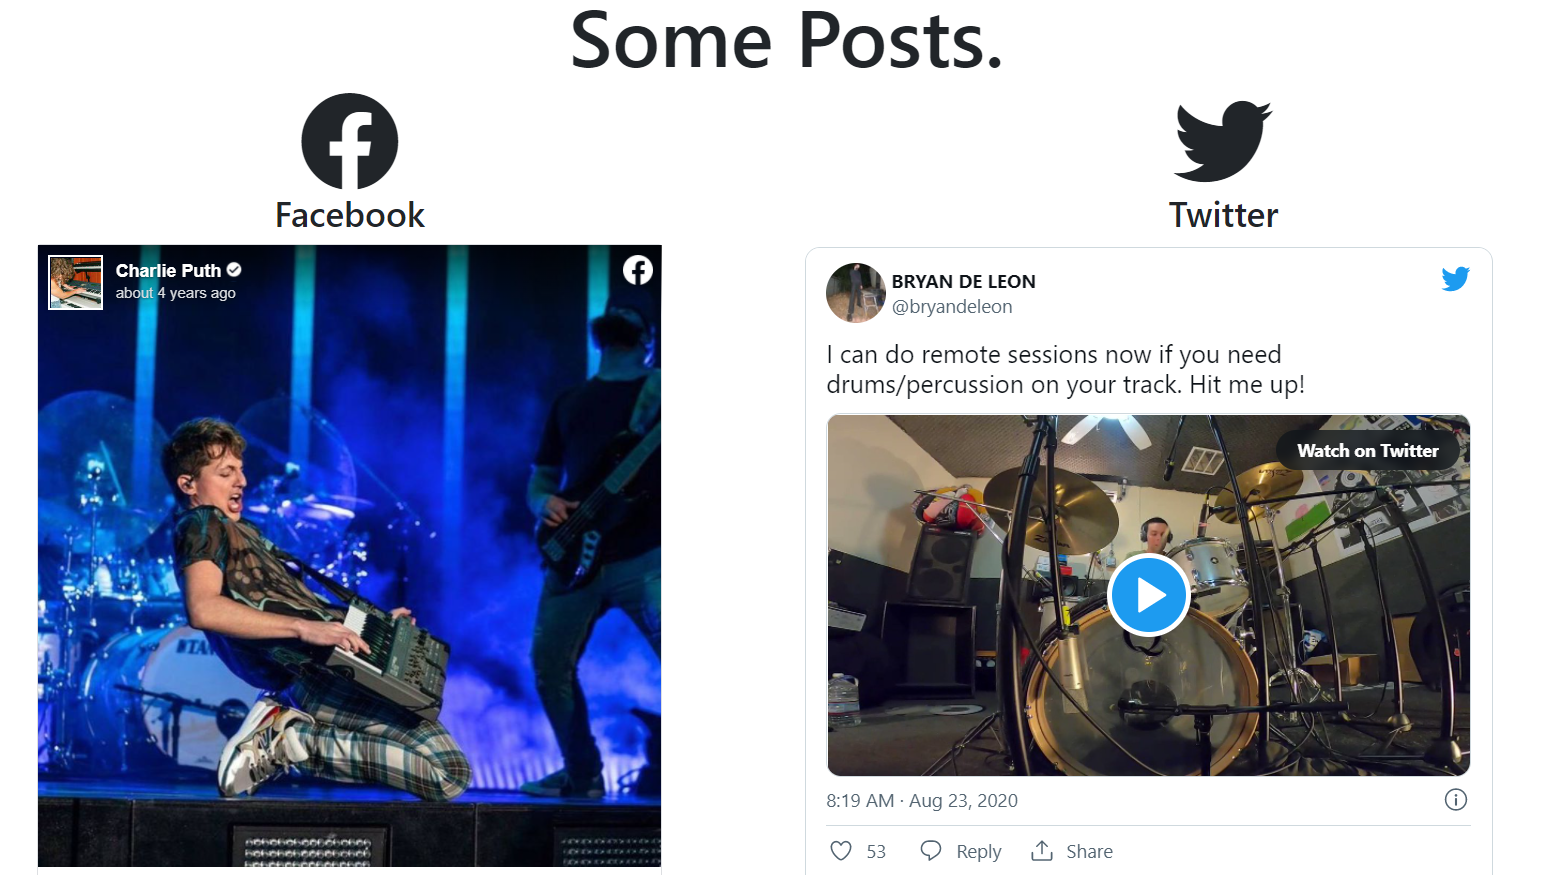 Some Posts.
Facebook
Twitter
Charlie Puth
about 4 years ago
TAMA
BRYAN DE LEON
@bryandeleon
I can do remote sessions now if you need
drums/percussion on your track. Hit me up!
Watch on Twitter
8:19 AM · Aug 23, 2020
53
Reply
Share